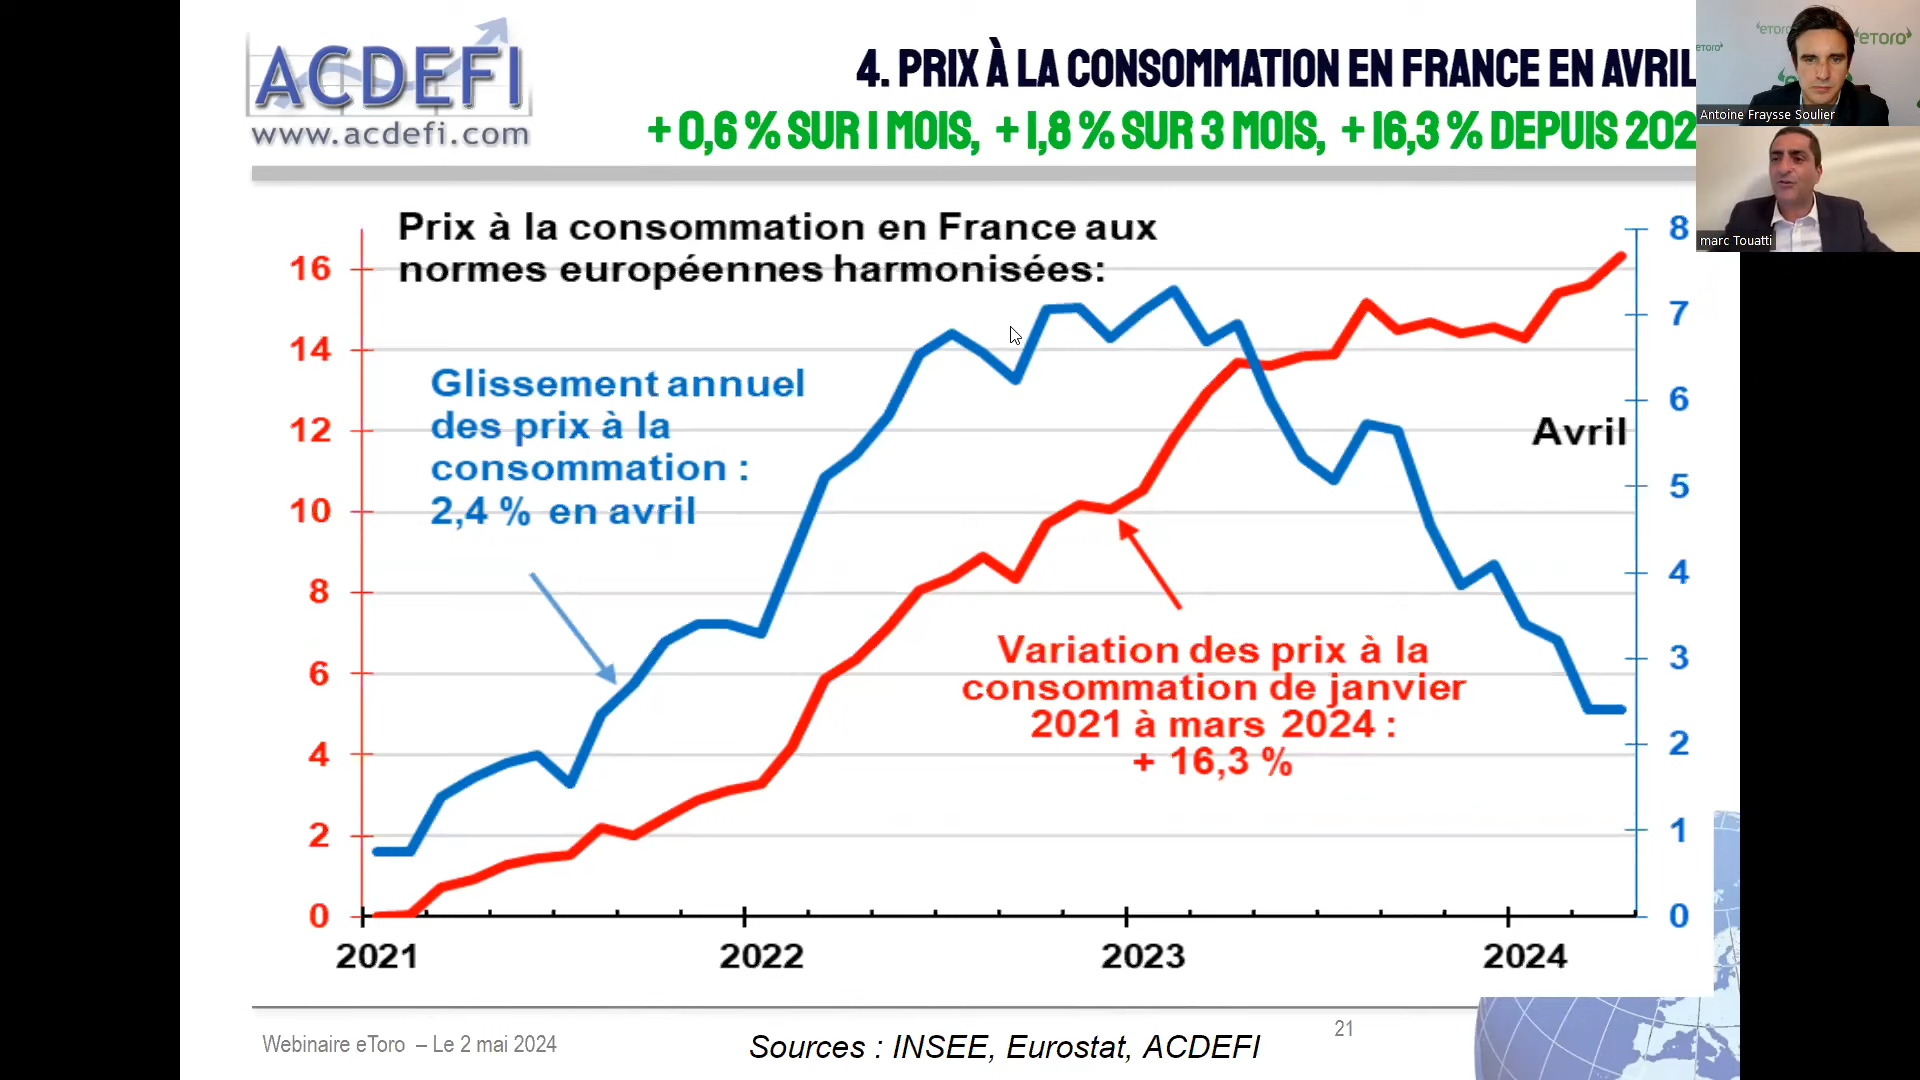 ACDEFI
www.acdefi.com
4. PRIX À LA CONSOMMATION EN FRANCE EN AVRIL
+ 0,6 % SUR 1 MOIS, + 1,8 % SUR 3 MOIS, + 16,3 % DEPUIS 202
eTORO
eTORO
eTORO
Antoine Fraysse Soulier
marc Touatti
Prix à la consommation en France aux
normes européennes harmonisées:
Glissement annuel
des prix à la
consommation :
2,4 % en avril
Avril
Variation des prix à la
consommation de janvier
2021 à mars 2024 :
+ 16,3 %
16
14
12
10
8
6
4
2
0
8
7
6
5
4
3
2
1
0
2021
2022
2023
2024
Webinaire eToro – Le 2 mai 2024
Sources : INSEE, Eurostat, ACDEFI
21